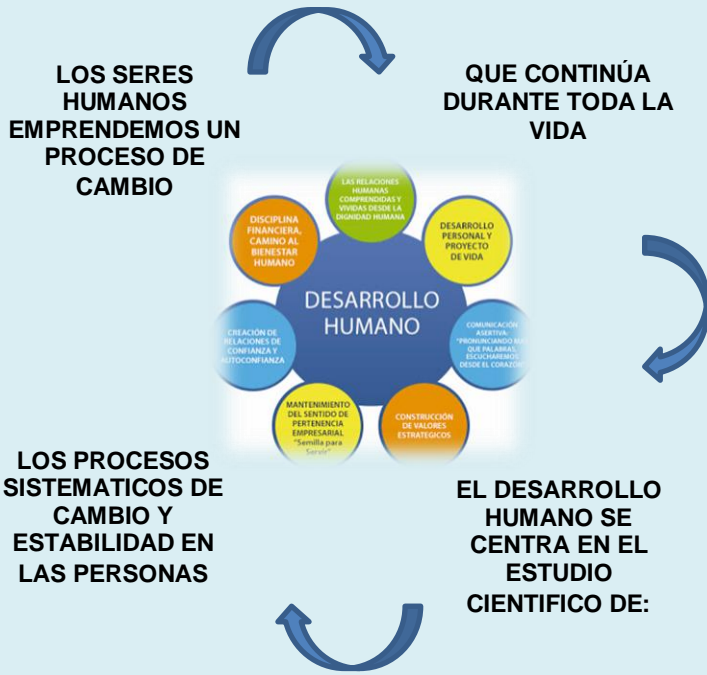 LOS SERES
HUMANOS
EMPRENDEMOS UN
PROCESO DE
CAMBIO
QUE CONTINÚA
DURANTE TODA LA
VIDA
LAS RELACIONES
HUMANAS
COMPRENDIDAS Y
VIVIDAS DESDE LA
DIGNIDAD HUMANA
DISCIPLINA
FINANCIERA,
CAMINO AL
BIENESTAR
HUMANO
DESARROLLO
PERSONAL Y
PROYECTO
DE VIDA
DESARROLLO
HUMANO
CREACIÓN DE
RELACIONES DE
CONFIANZA Y
AUTOCONFIANZA
COMUNICACIÓN
ASERTIVA:
"PRONUNCIANDO MÁS
QUE PALABRAS,
ESCUCHAREMOS
DESDE EL CORAZÓN"
MANTENIMIENTO
DEL SENTIDO DE
PERTENENCIA
EMPRESARIAL
"Semilla para
Servir"
CONSTRUCCIÓN
DE VALORES
ESTRATEGICOS
EL DESARROLLO
HUMANO SE
CENTRA EN EL
ESTUDIO
CIENTIFICO DE:
LOS PROCESOS
SISTEMATICOS DE
CAMBIO Y
ESTABILIDAD EN
LAS PERSONAS